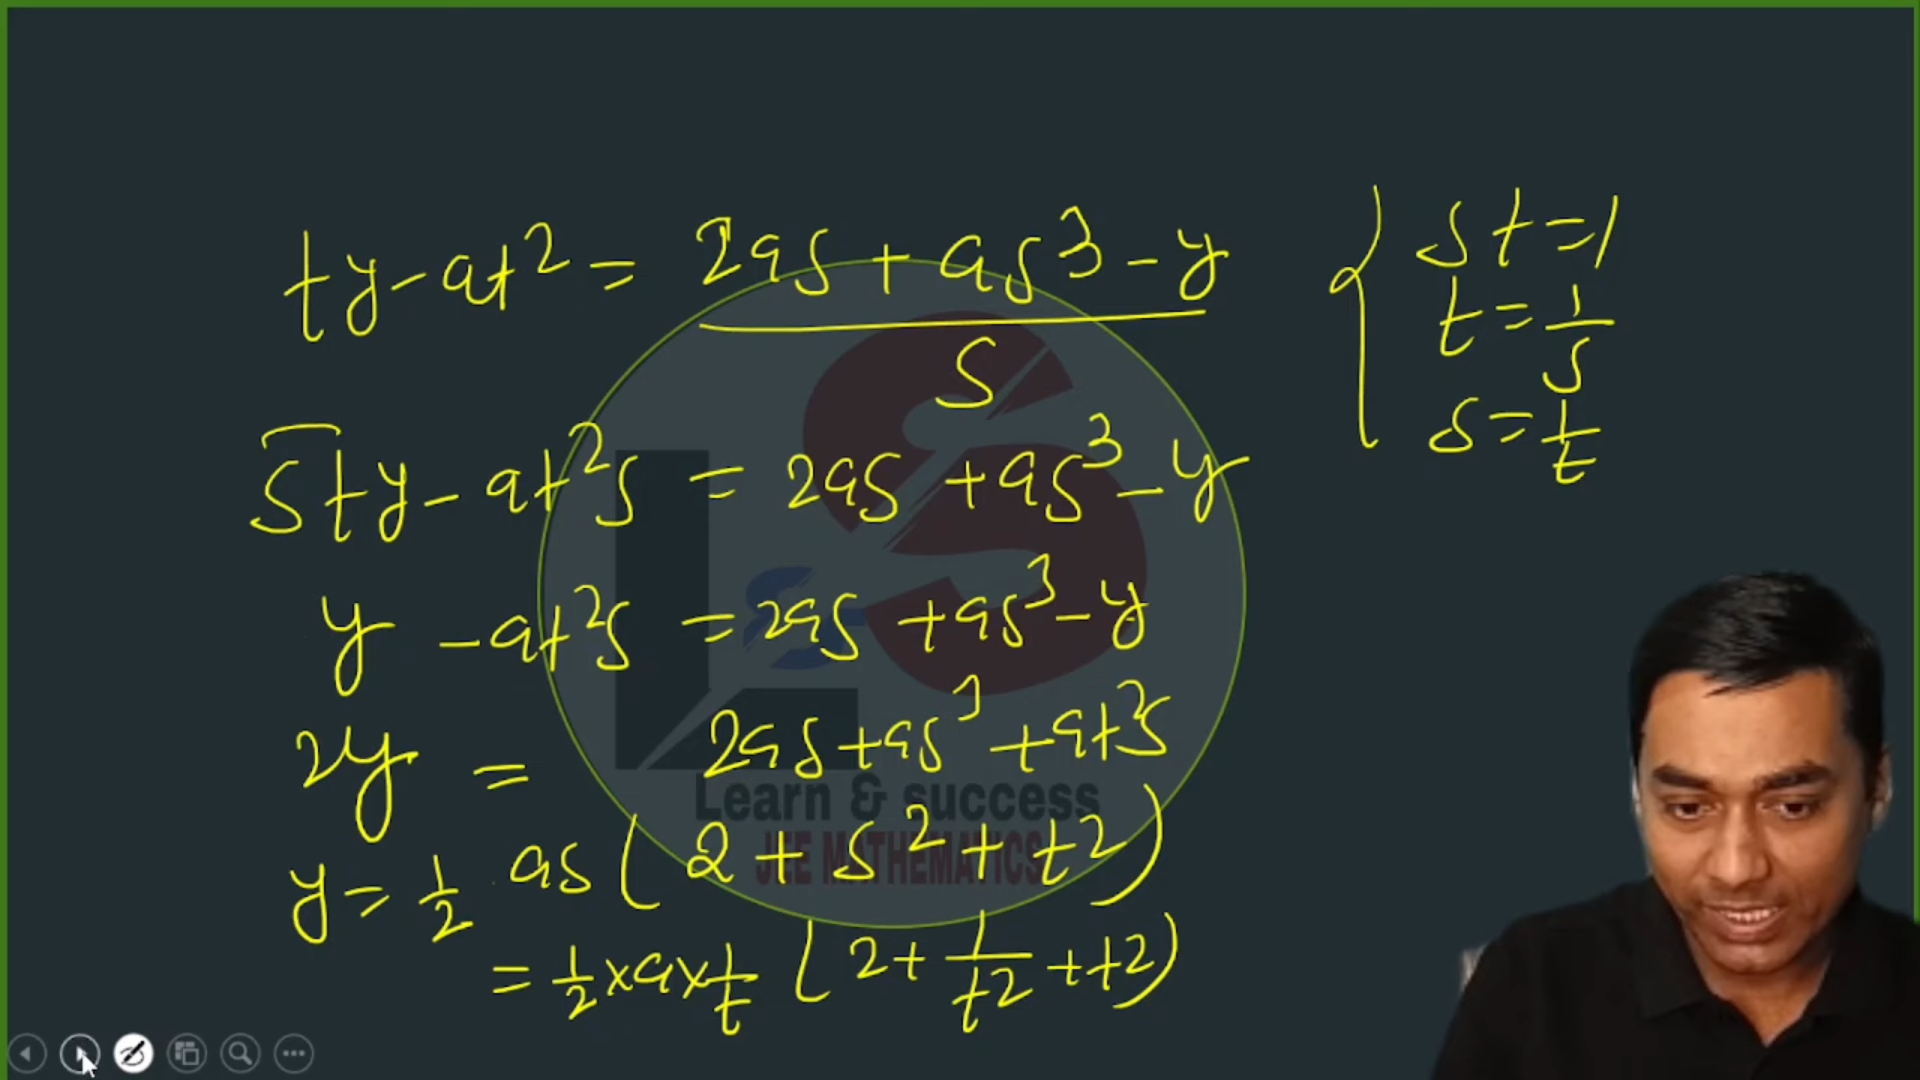 ty - at² = (2as + as³ - y)/s
sty - at²s = 2as + as³ - y
y - at²s = 2as + as³ - y
2y = 2as + as³ + at²s
y = 1/2 as (2 + s² + t²)
= 1/2 × a × 1/t (2 + 1/t² + t²)
st = 1
t = 1/s
s = 1/t
LS
Learn & success
JEE MATHEMATICS